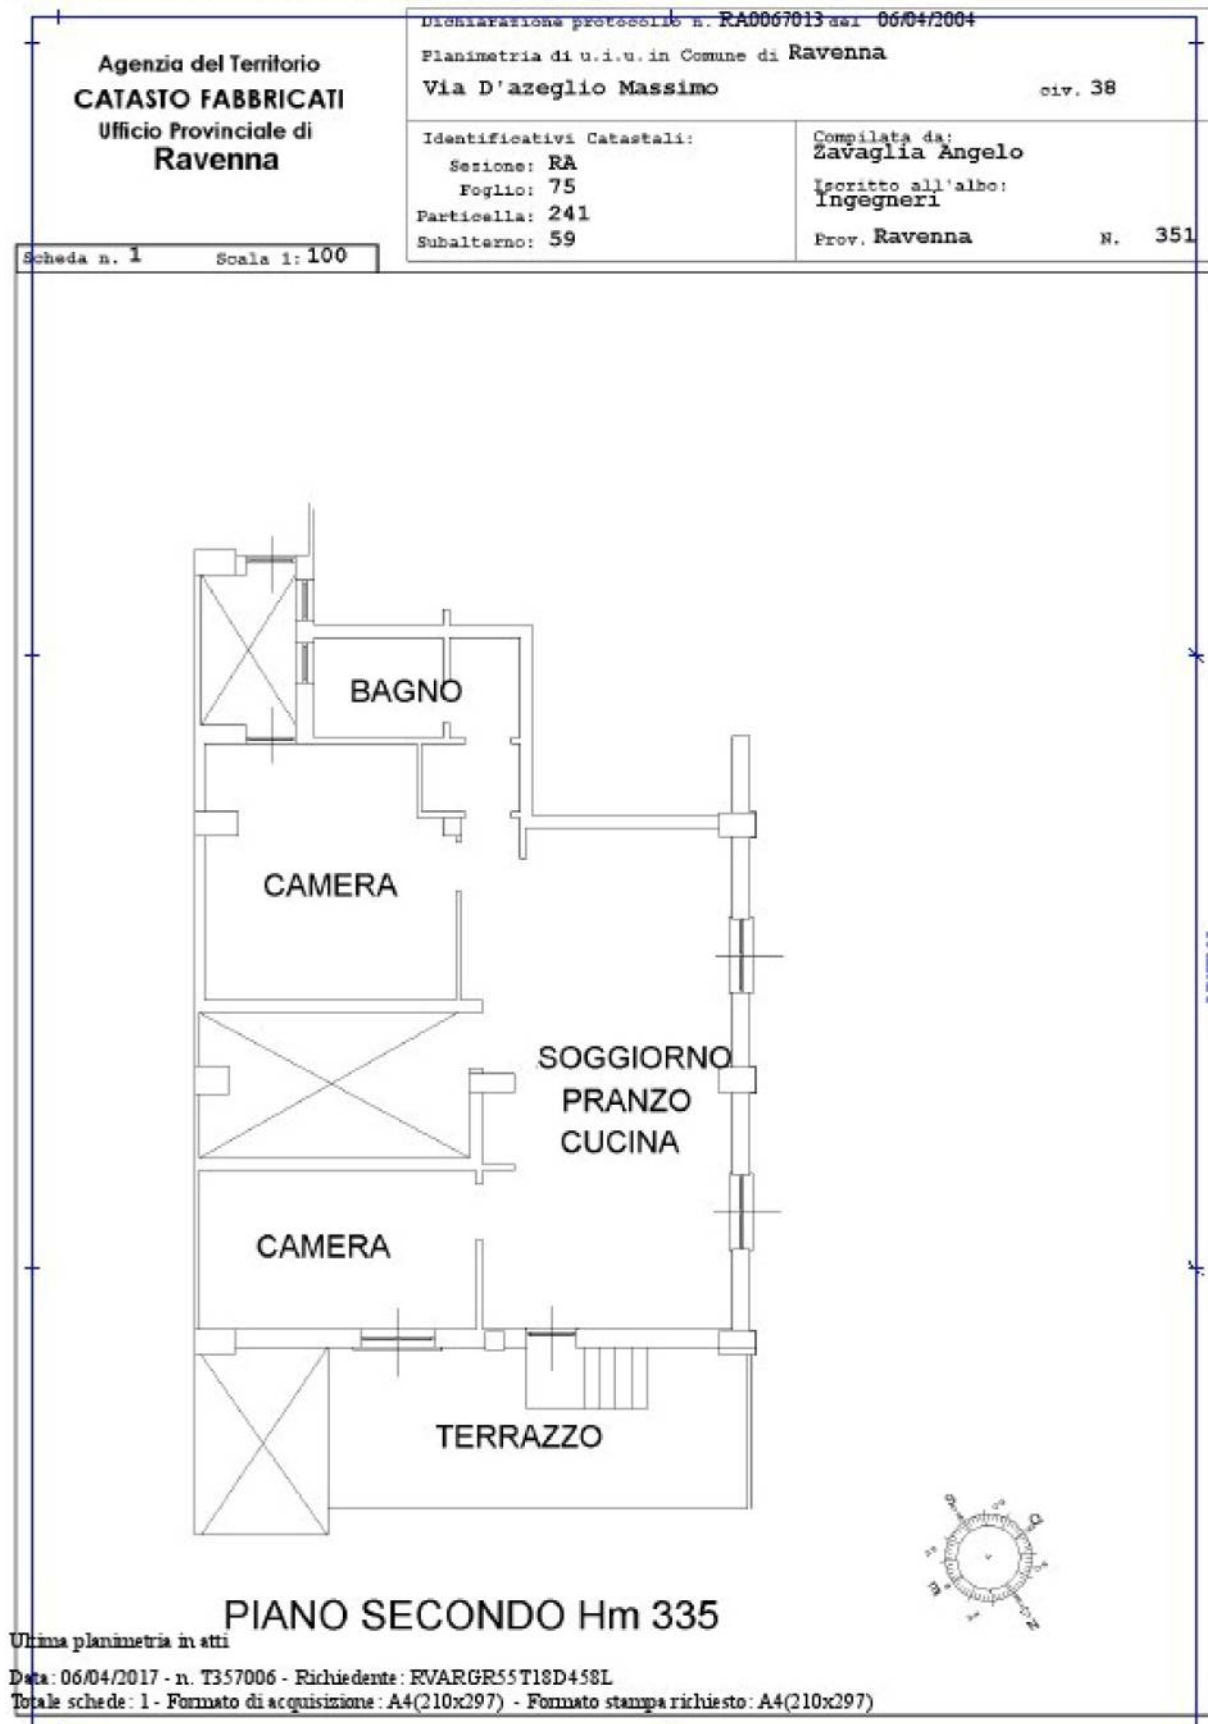 Agenzia del Territorio
CATASTO FABBRICATI
Ufficio Provinciale di
Ravenna
Dichiarazione protocollo n. RA0067013 del 06/04/2004
Planimetria di u.i.u. in Comune di Ravenna
Via D'azeglio Massimo civ. 38
Identificativi Catastali:
Sezione: RA
Foglio: 75
Particella: 241
Subalterno: 59
Compilata da:
Zavaglia Angelo
Iscritto all'albo:
Ingegneri
Prov. Ravenna N. 351
Scheda n. 1 Scala 1: 100
BAGNO
CAMERA
SOGGIORNO
PRANZO
CUCINA
CAMERA
TERRAZZO
PIANO SECONDO Hm 335
Ultima planimetria in atti
Data: 06/04/2017 - n. T357006 - Richiedente: RVARGR55T18D458L
Totale schede: 1 - Formato di acquisizione: A4(210x297) - Formato stampa richiesto: A4(210x297)